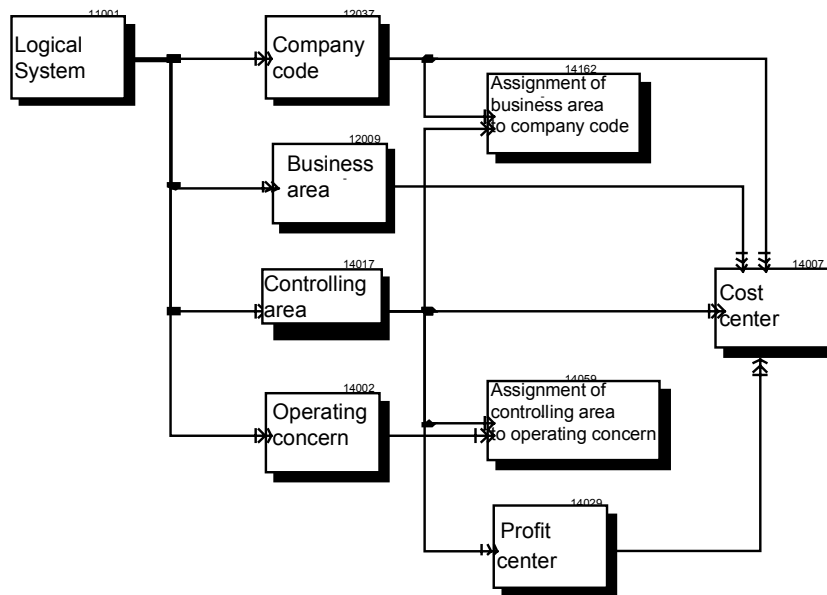 11001
Logical
System
12037
Company
code
14162
Assignment of
business area
to company code
12009
Business
area
14017
Controlling
area
14007
Cost
center
14002
Operating
concern
14059
Assignment of
controlling area
to operating concern
14029
Profit
center